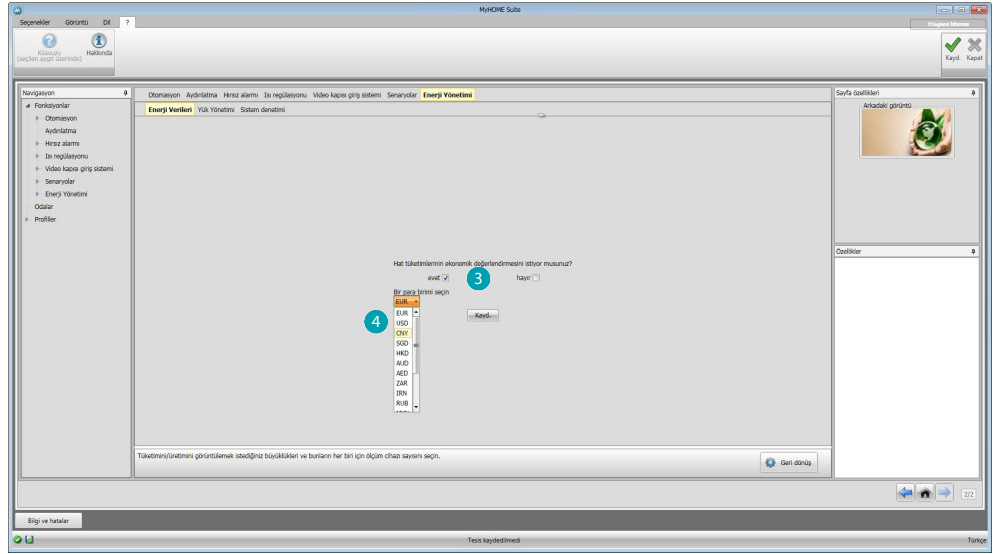 MyHOME Suite
Seçenekler Görüntü Dil ?
Kılavuzu
(seçilen aygıt üzerinde)
Hakkında
Kayd. Kapat
Navigasyon
Fonksiyonlar
Otomasyon
Aydınlatma
Hırsız alarmı
Isı regülasyonu
Video kapısı giriş sistemi
Senaryolar
Enerji Yönetimi
Odalar
Profiller
Otomasyon Aydınlatma Hırsız alarmı Isı regülasyonu Video kapısı giriş sistemi Senaryolar Enerji Yönetimi
Enerji Verileri Yük Yönetimi Sistem denetimi
Hat tüketimlerinin ekonomik değerlendirmesini istiyor musunuz?
evet 3 hayır
Bir para birimi seçin
EUR
Kayd.
4
EUR
USD
CNY
SGD
HKD
AUD
AED
ZAR
IRN
RUB
Tüketimini/üretimini görüntülemek istediğiniz büyüklükleri ve bunların her biri için ölçüm cihazı sayısını seçin.
Geri dönüş
Sayfa özellikleri
Arkadaki görüntü
Özellikler
2/2
Bilgi ve hatalar
Tesis kaydedilmedi
Türkçe